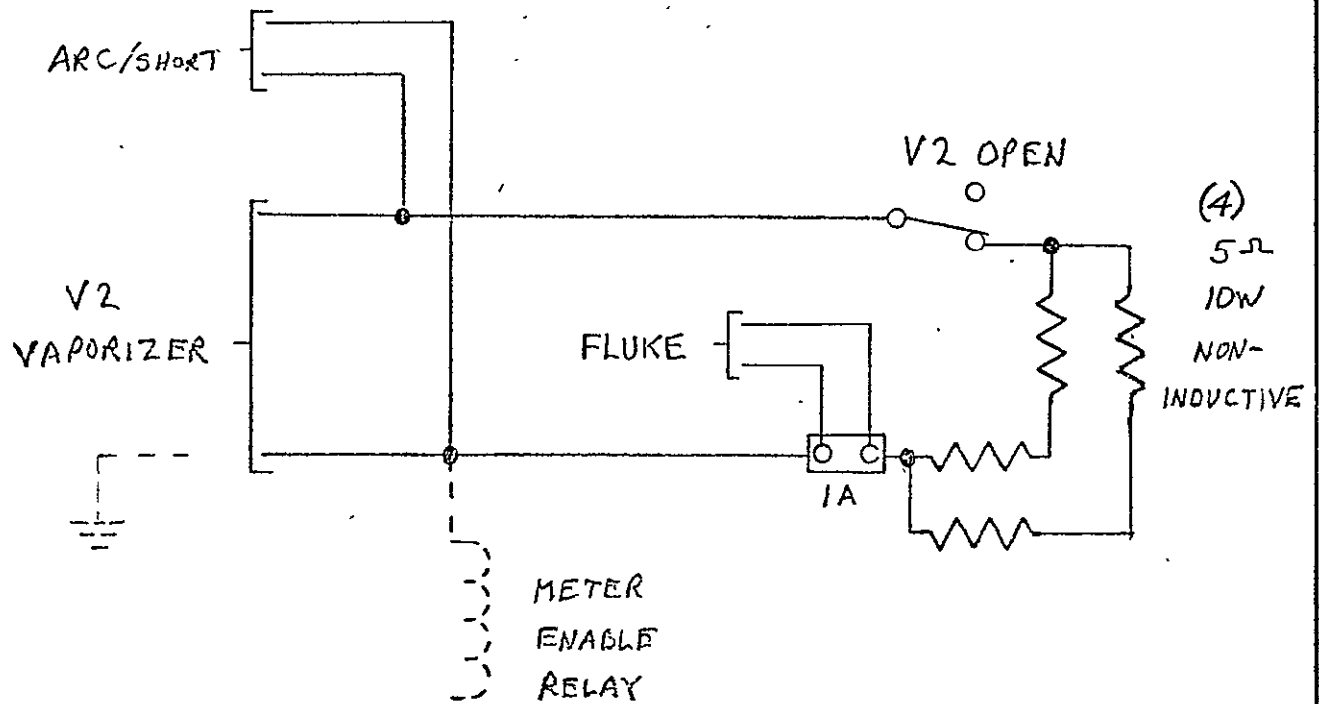 ARC/SHORT
V2 OPEN
(4)
5Ω
10W
NON-
INDUCTIVE
V2
VAPORIZER
FLUKE
1A
METER
ENABLE
RELAY